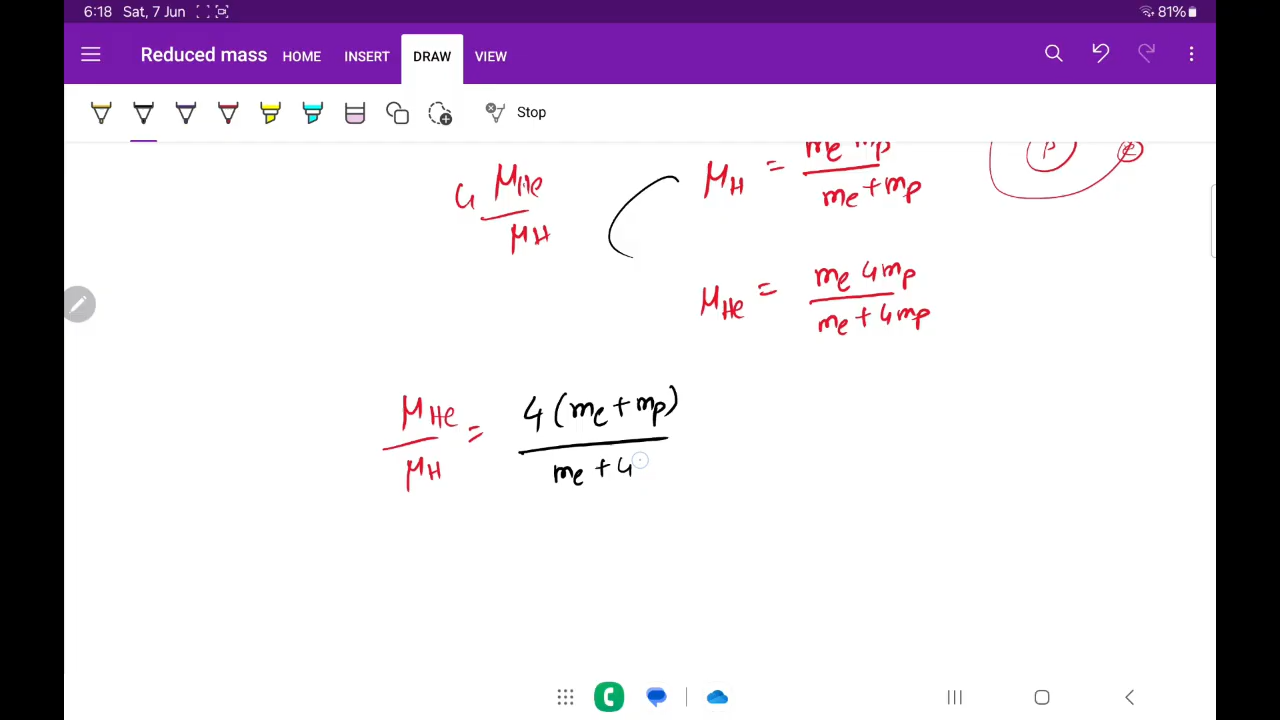 6:18 Sat, 7 Jun 81%
Reduced mass HOME INSERT DRAW VIEW
Stop
4 μHe / μH
μH = me mp / me + mp
P e
μHe = me 4mp / me + 4mp
μHe / μH = 4 (me + mp) / me + 4